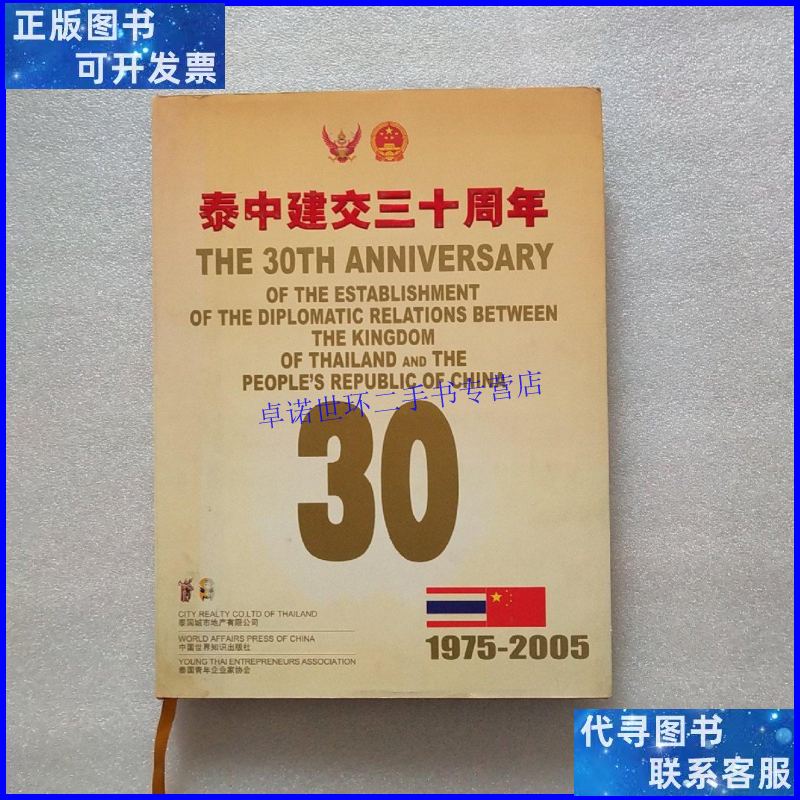 正版图书
可开发票
泰中建交三十周年
THE 30TH ANNIVERSARY
OF THE ESTABLISHMENT
OF THE DIPLOMATIC RELATIONS BETWEEN
THE KINGDOM
OF THAILAND AND THE
PEOPLE'S REPUBLIC OF CHINA
卓诺世环二手书专营店
30
CITY REALTY CO.LTD OF THAILAND
泰国城市地产有限公司
WORLD AFFAIRS PRESS OF CHINA
中国世界知识出版社
YOUNG THAI ENTREPRENEURS ASSOCIATION
泰国青年企业家协会
1975-2005
代寻图书
联系客服